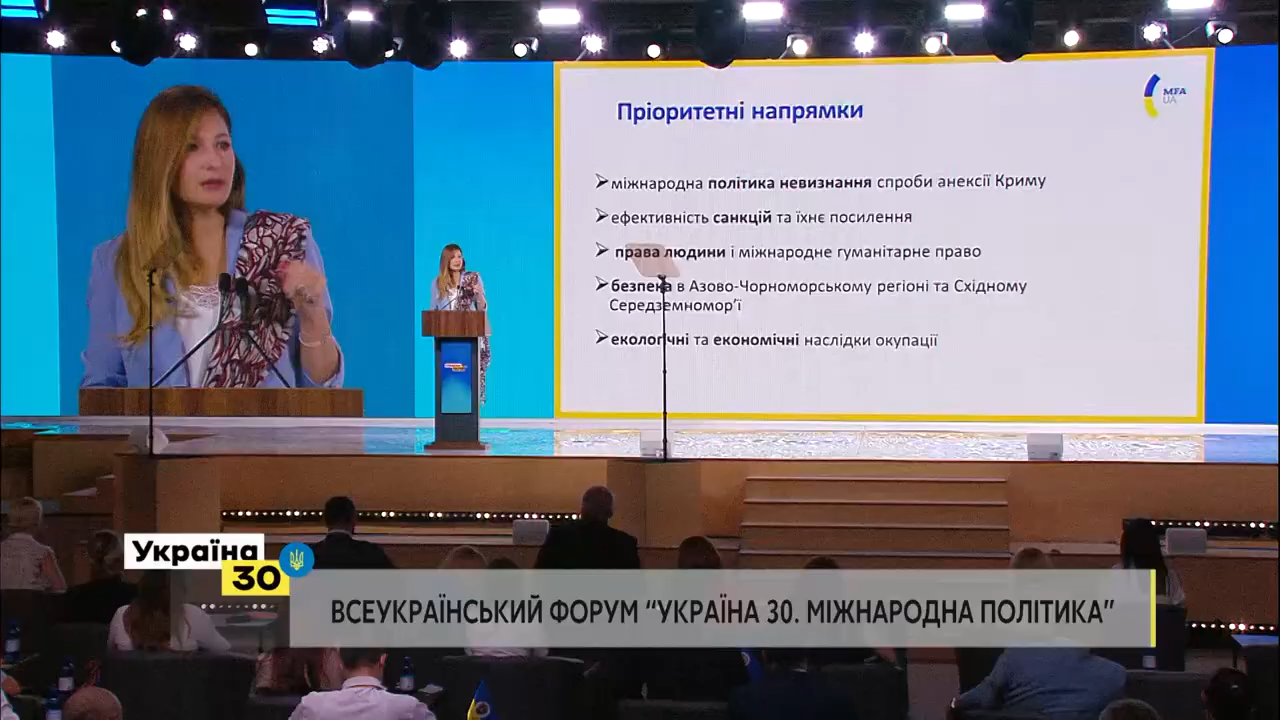 MFA
UA
Пріоритетні напрямки
міжнародна політика невизнання спроби анексії Криму
ефективність санкцій та їхнє посилення
права людини і міжнародне гуманітарне право
безпека в Азово-Чорноморському регіоні та Східному
Середземномор’ї
екологічні та економічні наслідки окупації
Україна
30
ВСЕУКРАЇНСЬКИЙ ФОРУМ “УКРАЇНА 30. МІЖНАРОДНА ПОЛІТИКА”